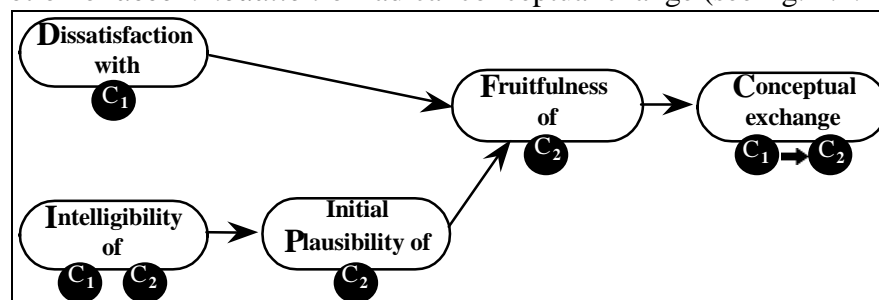 Dissatisfaction
with
C1
Fruitfulness
of
C2
Conceptual
exchange
C1 C2
Intelligibility
of
C1 C2
Initial
Plausibility of
C2